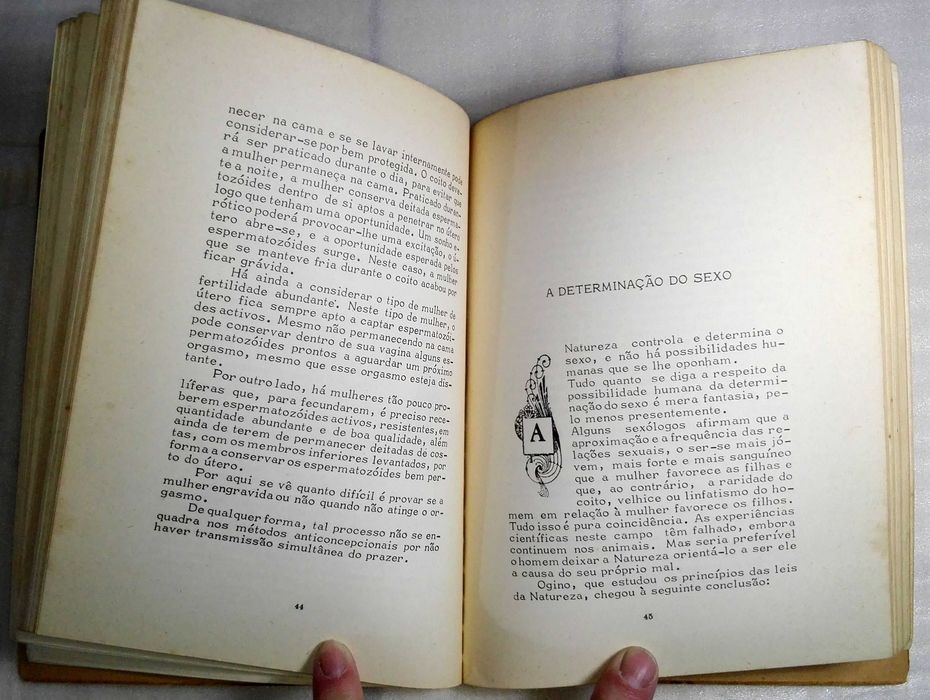 necer na cama e se se lavar internamente pode
considerar-se por bem protegida. O coito deve-
rá ser praticado durante o dia, para evitar que
a mulher permaneça na cama. Praticado duran-
te a noite, a mulher conserva deitada esperma-
tozóides dentro de si aptos a penetrar no útero
logo que tenham uma oportunidade. Um sonho e-
rótico poderá provocar-lhe uma excitação, o ú-
tero abre-se, e a oportunidade esperada pelos
espermatozóides surge. Neste caso, a mulher
que se manteve fria durante o coito acabou por
ficar grávida.
Há ainda a considerar o tipo de mulher de
fertilidade abundante. Neste tipo de mulher, o
útero fica sempre apto a captar espermatozói-
des activos. Mesmo não permanecendo na cama
pode conservar dentro de sua vagina alguns es-
permatozóides prontos a aguardar um próximo
orgasmo, mesmo que esse orgasmo esteja dis-
tante.
Por outro lado, há mulheres tão pouco pro-
líferas que, para fecundarem, é preciso rece-
berem espermatozóides activos, resistentes, em
quantidade abundante e de boa qualidade, além
ainda de terem de permanecer deitadas de cos-
tas, com os membros inferiores levantados, por
forma a conservar os espermatozóides bem per-
to do útero.
Por aqui se vê quanto difícil é provar se a
mulher engravida ou não quando não atinge o or-
gasmo.
De qualquer forma, tal processo não se en-
quadra nos métodos anticoncepcionais por não
haver transmissão simultânea do prazer.
44
A DETERMINAÇÃO DO SEXO
A
Natureza controla e determina o
sexo, e não há possibilidades hu-
manas que se lhe oponham.
Tudo quanto se diga a respeito da
possibilidade humana da determi-
nação do sexo é mera fantasia, pe-
lo menos presentemente.
Alguns sexólogos afirmam que a
aproximação e a frequência das re-
lações sexuais, o ser-se mais jó-
vem, mais forte e mais sanguíneo
que a mulher favorece as filhas e
que, ao contrário, a raridade do
coito, velhice ou linfatismo do ho-
mem em relação à mulher favorece os filhos.
Tudo isso é pura coincidência. As experiências
científicas neste campo têm falhado, embora
continuem nos animais. Mas seria preferível
o homem deixar a Natureza orientá-lo a ser ele
a causa do seu próprio mal.
Ogino, que estudou os princípios das leis
da Natureza, chegou à seguinte conclusão:
45